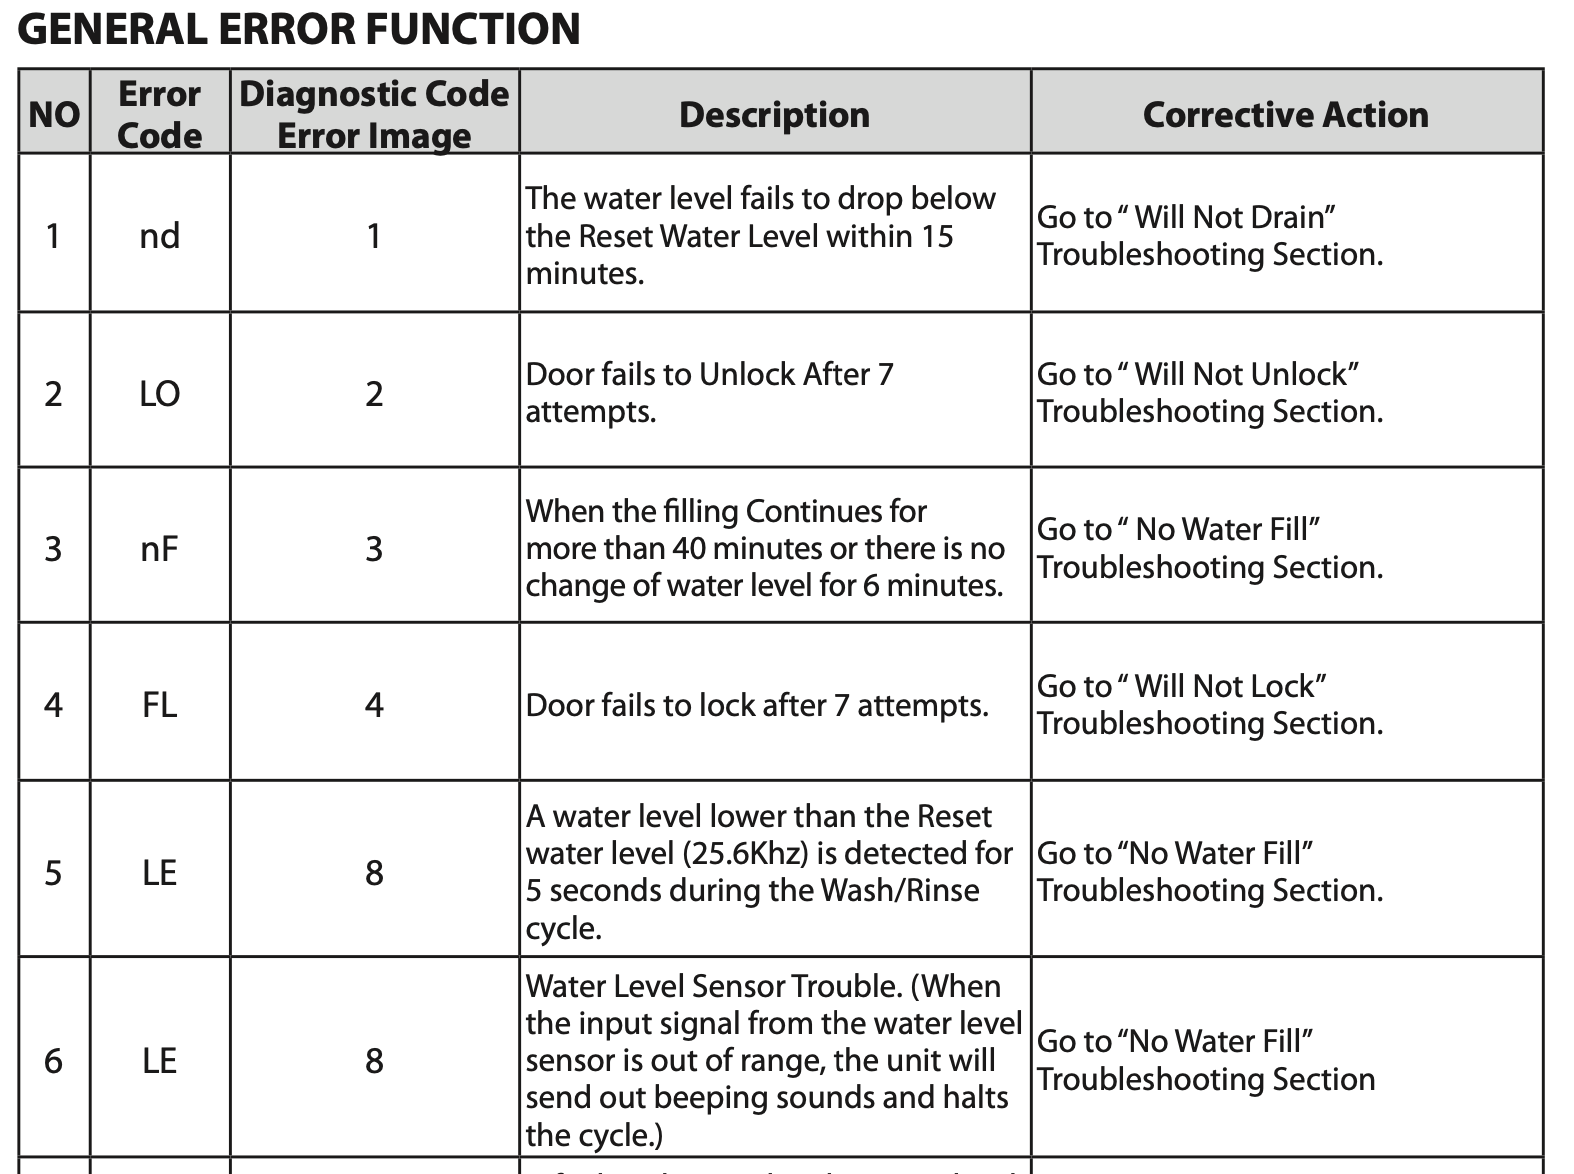 GENERAL ERROR FUNCTION
NO
Error
Code
Diagnostic Code
Error Image
Description
Corrective Action
1
nd
1
The water level fails to drop below
the Reset Water Level within 15
minutes.
Go to “ Will Not Drain”
Troubleshooting Section.
2
LO
2
Door fails to Unlock After 7
attempts.
Go to “ Will Not Unlock”
Troubleshooting Section.
3
nF
3
When the filling Continues for
more than 40 minutes or there is no
change of water level for 6 minutes.
Go to “ No Water Fill”
Troubleshooting Section.
4
FL
4
Door fails to lock after 7 attempts.
Go to “ Will Not Lock”
Troubleshooting Section.
5
LE
8
A water level lower than the Reset
water level (25.6Khz) is detected for
5 seconds during the Wash/Rinse
cycle.
Go to “No Water Fill”
Troubleshooting Section.
6
LE
8
Water Level Sensor Trouble. (When
the input signal from the water level
sensor is out of range, the unit will
send out beeping sounds and halts
the cycle.)
Go to “No Water Fill”
Troubleshooting Section